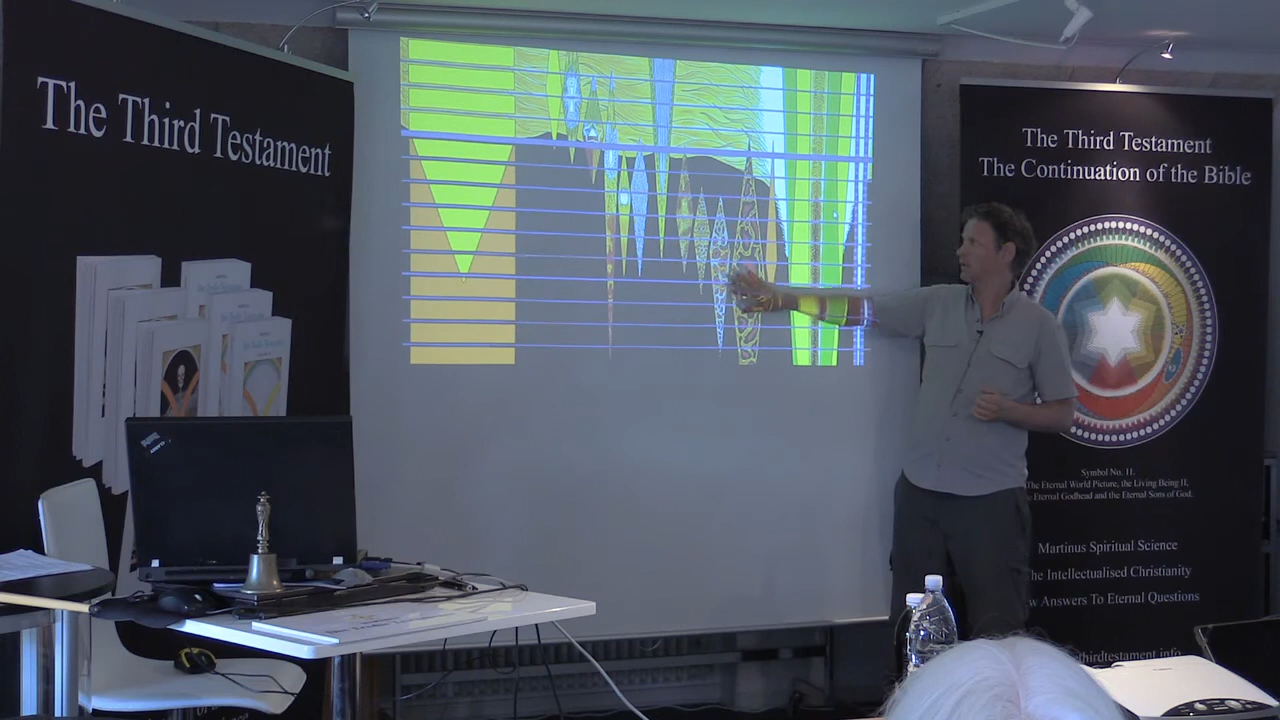 The Third Testament
The Third Testament
The Continuation of the Bible
Symbol No. 11.
The Eternal World Picture, the Living Being II,
Eternal Godhead and the Eternal Sons of God.
Martinus Spiritual Science
The Intellectualised Christianity
Answers To Eternal Questions